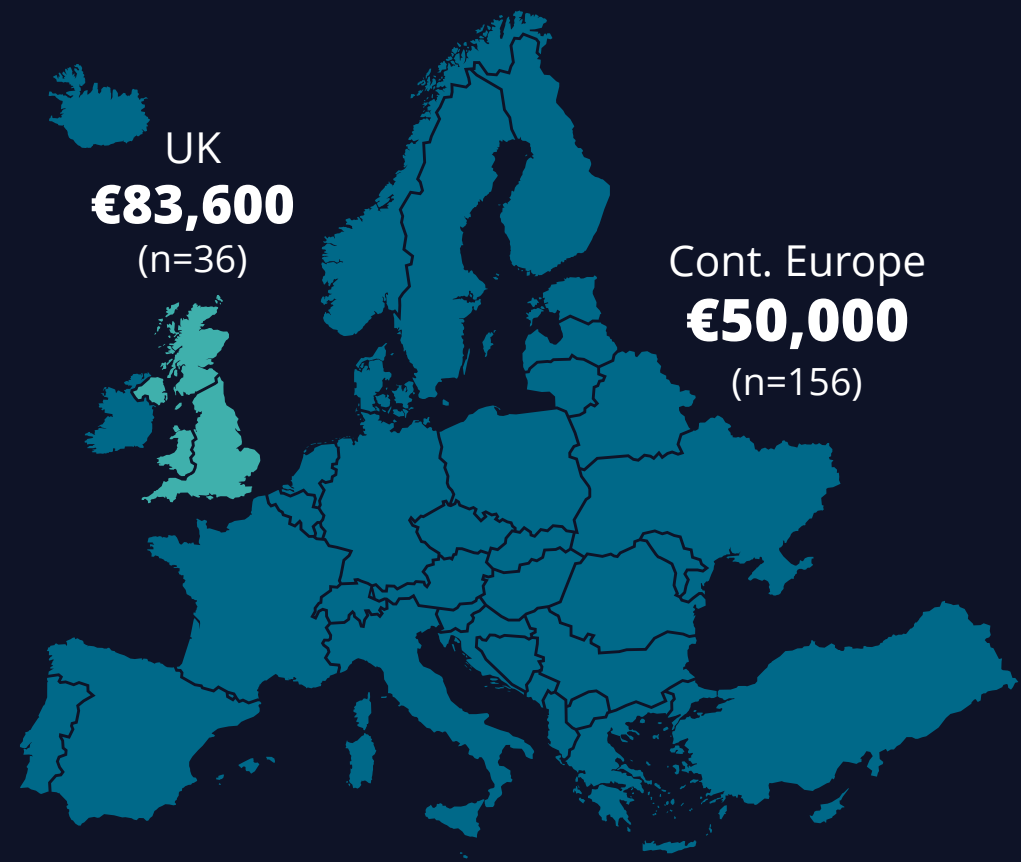 UK
€83,600
(n=36)
Cont. Europe
€50,000
(n=156)